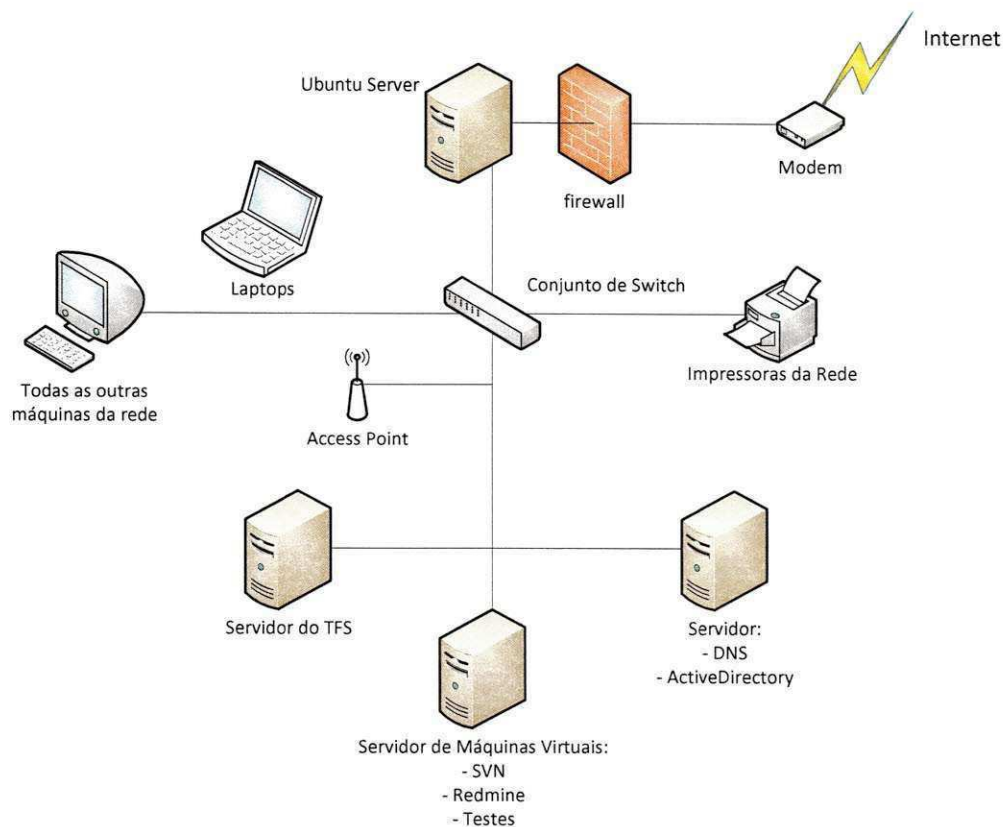 Internet
Ubuntu Server
Modem
firewall
Laptops
Conjunto de Switch
Todas as outras
máquinas da rede
Impressoras da Rede
Access Point
Servidor do TFS
Servidor:
- DNS
- ActiveDirectory
Servidor de Máquinas Virtuais:
- SVN
- Redmine
- Testes